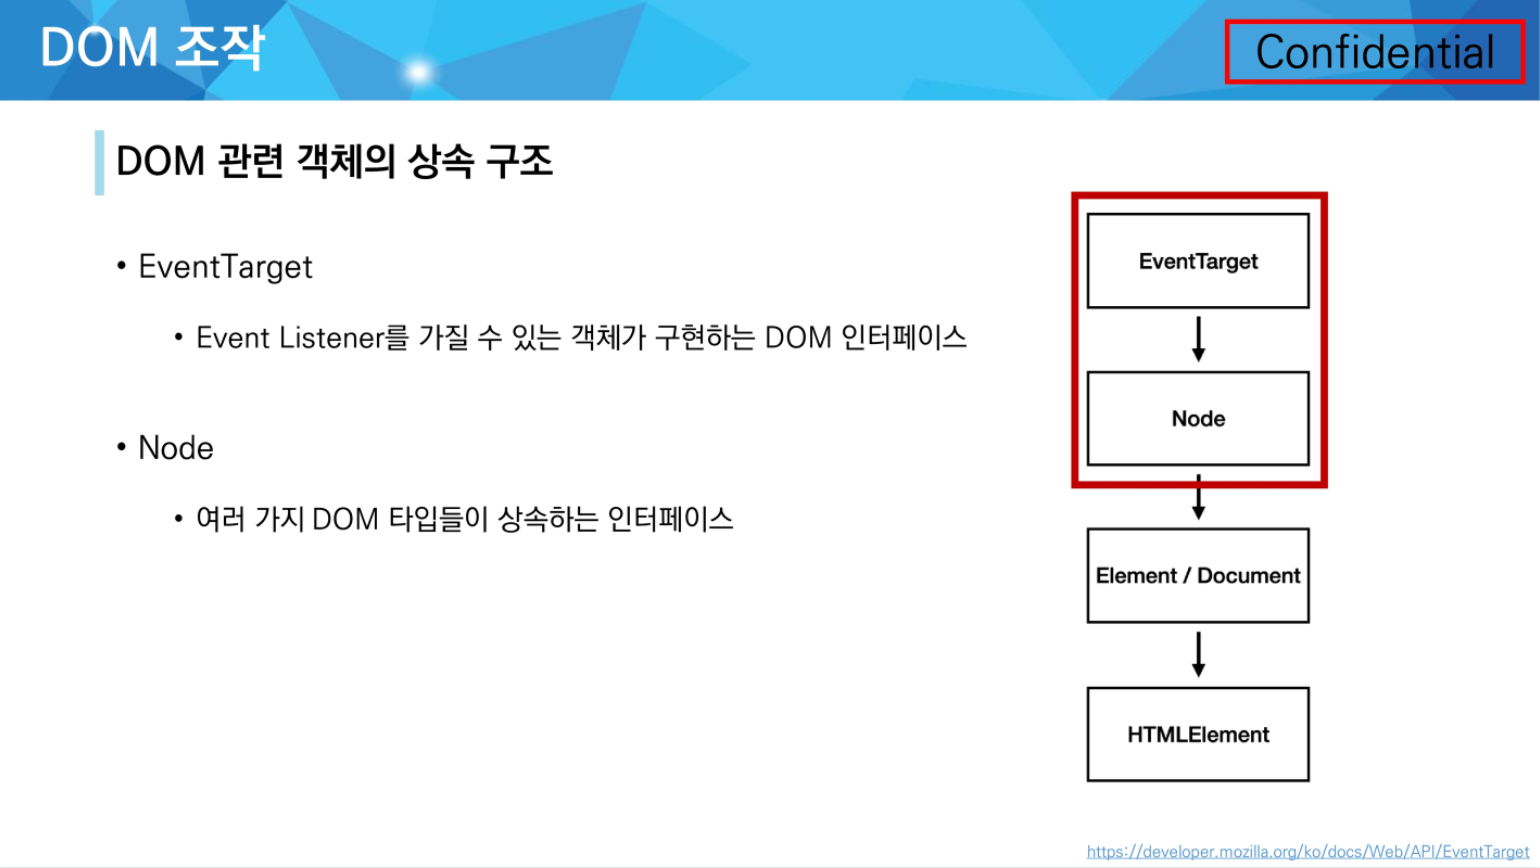 DOM 조작
Confidential
DOM 관련 객체의 상속 구조
• EventTarget
• Event Listener를 가질 수 있는 객체가 구현하는 DOM 인터페이스
• Node
• 여러 가지 DOM 타입들이 상속하는 인터페이스
EventTarget
Node
Element / Document
HTMLElement
https://developer.mozilla.org/ko/docs/Web/API/EventTarget